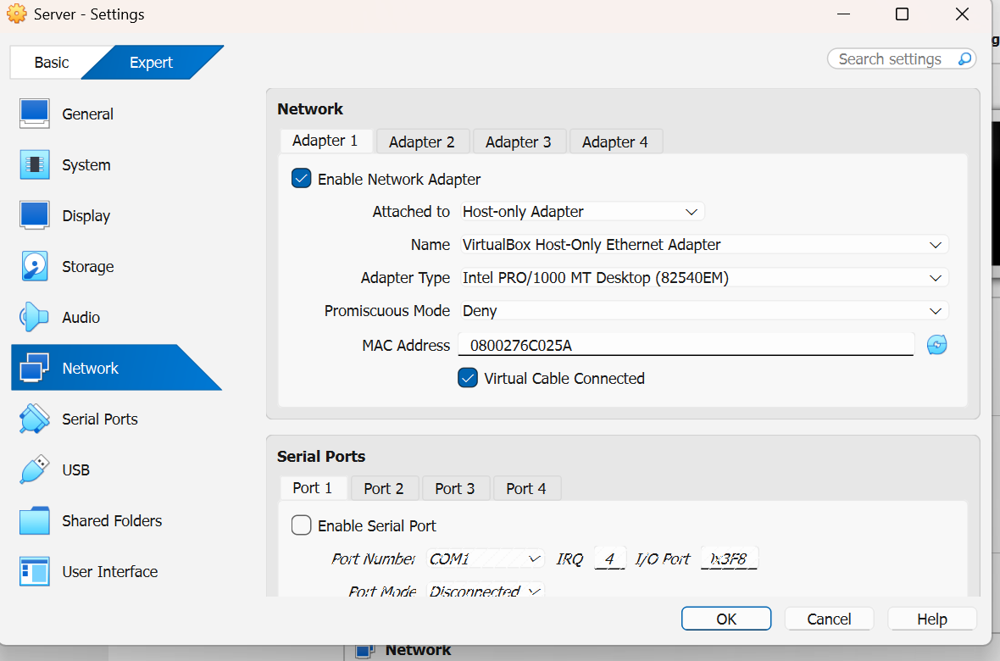 Server - Settings
Basic
Expert
Search settings
General
System
Display
Storage
Audio
Network
Serial Ports
USB
Shared Folders
User Interface
Network
Adapter 1 Adapter 2 Adapter 3 Adapter 4
Enable Network Adapter
Attached to Host-only Adapter
Name VirtualBox Host-Only Ethernet Adapter
Adapter Type Intel PRO/1000 MT Desktop (82540EM)
Promiscuous Mode Deny
MAC Address 0800276C025A
Virtual Cable Connected
Serial Ports
Port 1 Port 2 Port 3 Port 4
Enable Serial Port
Port Number COM1 IRQ 4 I/O Port 0x3F8
Port Mode Disconnected
OK Cancel Help
Network